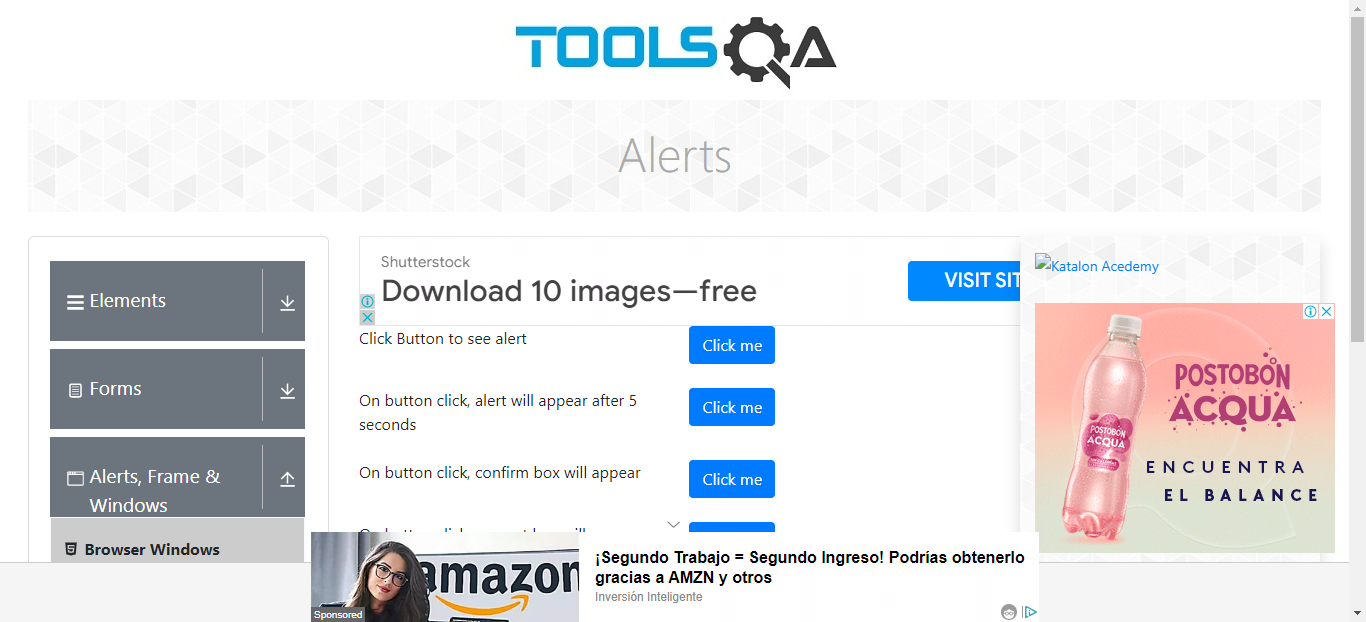 TOOLSQA
Alerts
Elements
Forms
Alerts, Frame &
Windows
Browser Windows
Shutterstock
Download 10 images—free
VISIT SIT
Click Button to see alert
Click me
On button click, alert will appear after 5
seconds
Click me
On button click, confirm box will appear
Click me
Katalon Acedemy
POSTOBÓN
ACQUA
POSTOBÓN
ACQUA
ENCUENTRA
EL BALANCE
amazon
Sponsored
¡Segundo Trabajo = Segundo Ingreso! Podrías obtenerlo
gracias a AMZN y otros
Inversión Inteligente